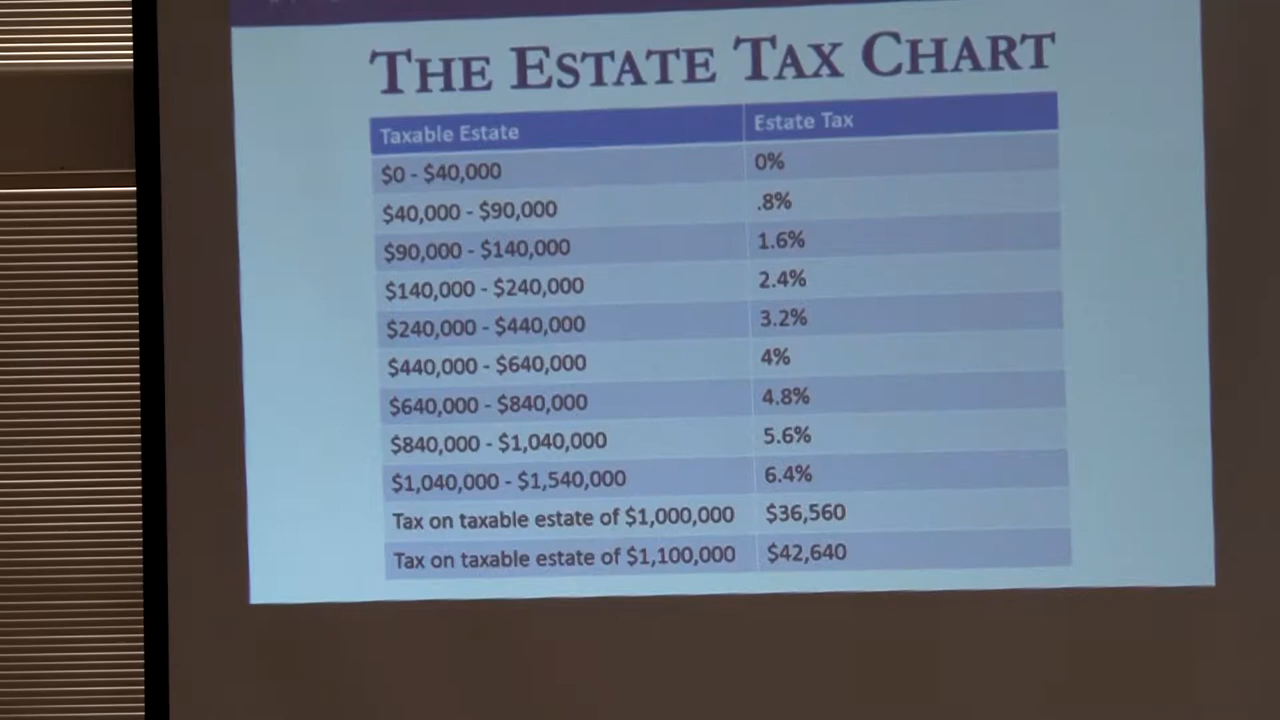 THE ESTATE TAX CHART
Taxable Estate Estate Tax
$0 - $40,000 0%
$40,000 - $90,000 .8%
$90,000 - $140,000 1.6%
$140,000 - $240,000 2.4%
$240,000 - $440,000 3.2%
$440,000 - $640,000 4%
$640,000 - $840,000 4.8%
$840,000 - $1,040,000 5.6%
$1,040,000 - $1,540,000 6.4%
Tax on taxable estate of $1,000,000 $36,560
Tax on taxable estate of $1,100,000 $42,640